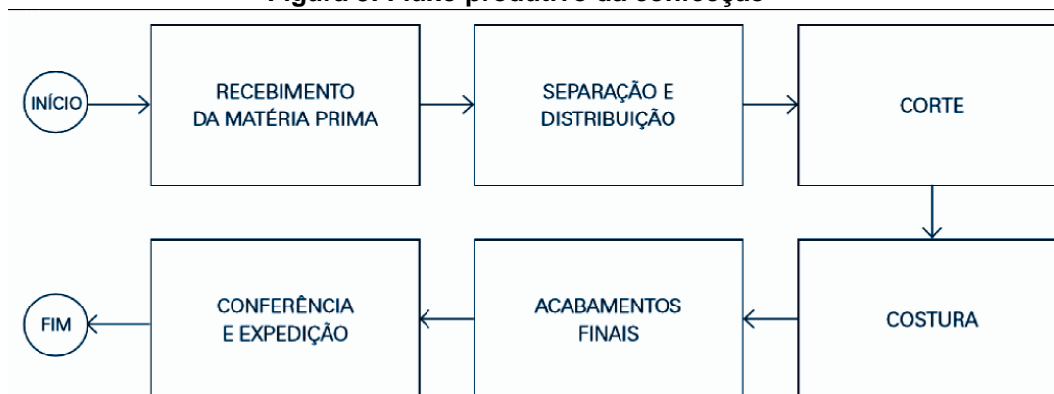 INÍCIO
RECEBIMENTO
DA MATÉRIA PRIMA
SEPARAÇÃO E
DISTRIBUIÇÃO
CORTE
COSTURA
ACABAMENTOS
FINAIS
CONFERÊNCIA
E EXPEDIÇÃO
FIM